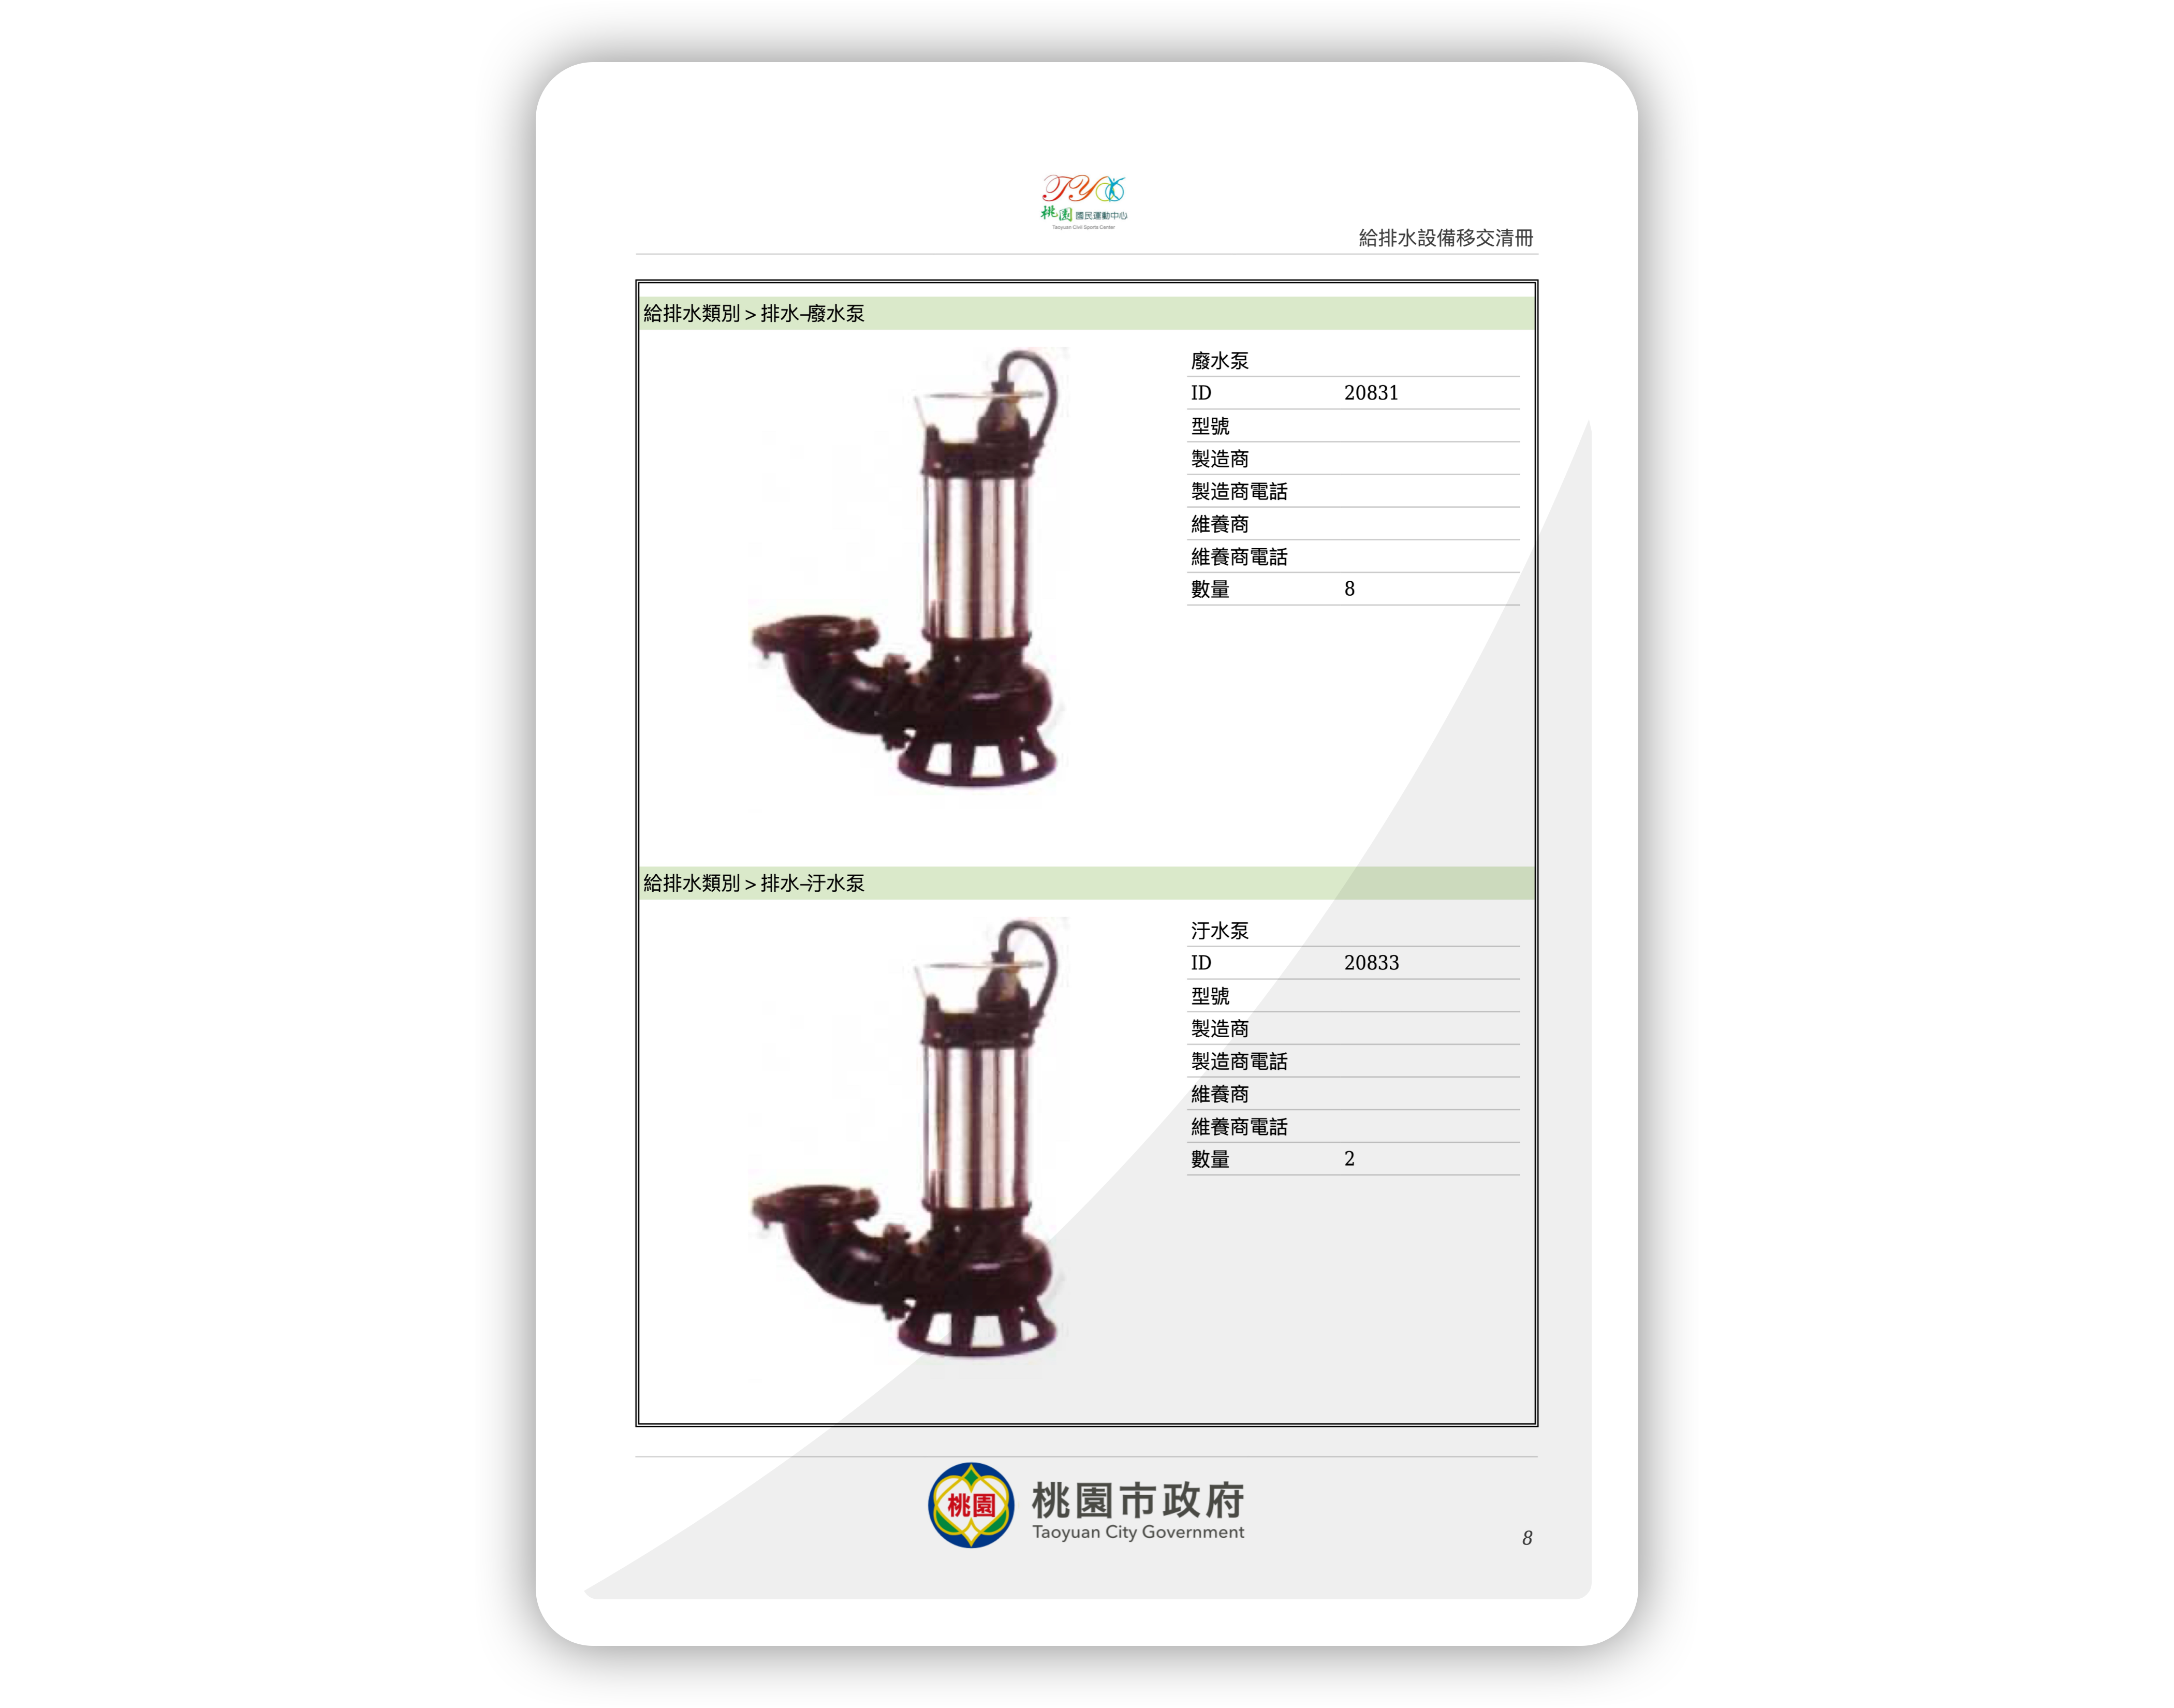 TYC
桃園 國民運動中心
Taoyuan Civil Sports Center
給排水設備移交清冊
給排水類別 > 排水–廢水泵
廢水泵
ID 20831
型號
製造商
製造商電話
維養商
維養商電話
數量 8
給排水類別 > 排水–汙水泵
汙水泵
ID 20833
型號
製造商
製造商電話
維養商
維養商電話
數量 2
桃園
桃園市政府
Taoyuan City Government
8